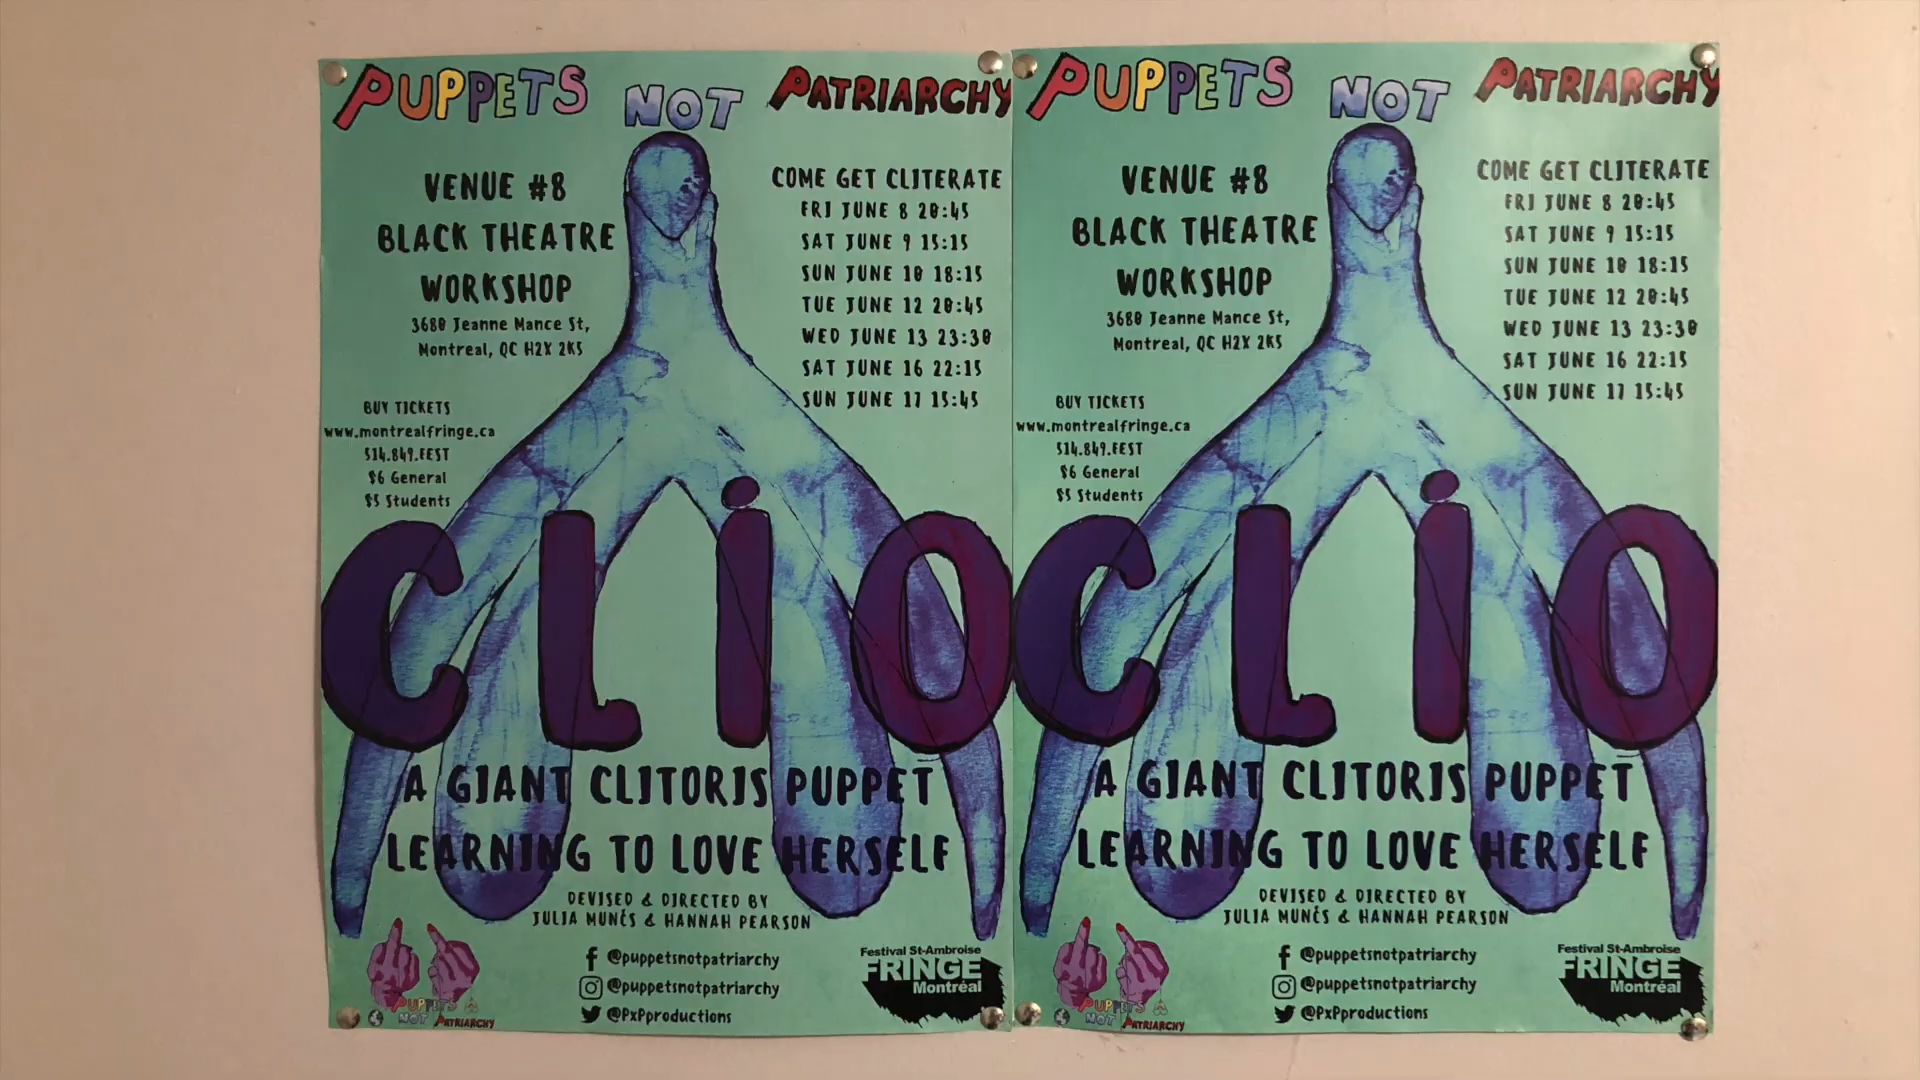 PUPPETS NOT PATRIARCHY
VENUE #8
BLACK THEATRE
WORKSHOP
3680 Jeanne Mance St,
Montreal, QC H2X 2K5
COME GET CLITERATE
FRI JUNE 8 20:45
SAT JUNE 9 15:15
SUN JUNE 10 18:15
TUE JUNE 12 20:45
WED JUNE 13 23:30
SAT JUNE 16 22:15
SUN JUNE 17 15:45
BUY TICKETS
www.montrealfringe.ca
514.849.FEST
$6 General
$5 Students
CLiO
A GIANT CLITORIS PUPPET
LEARNING TO LOVE HERSELF
DEVISED & DIRECTED BY
JULIA MUNÉS & HANNAH PEARSON
PUPPETS
NOT PATRIARCHY
@puppetsnotpatriarchy
@puppetsnotpatriarchy
@PxPproductions
Festival St-Ambroise
FRINGE
Montréal
PUPPETS NOT PATRIARCHY
VENUE #8
BLACK THEATRE
WORKSHOP
3680 Jeanne Mance St,
Montreal, QC H2X 2K5
COME GET CLITERATE
FRI JUNE 8 20:45
SAT JUNE 9 15:15
SUN JUNE 10 18:15
TUE JUNE 12 20:45
WED JUNE 13 23:30
SAT JUNE 16 22:15
SUN JUNE 17 15:45
BUY TICKETS
www.montrealfringe.ca
514.849.FEST
$6 General
$5 Students
CLiO
A GIANT CLITORIS PUPPET
LEARNING TO LOVE HERSELF
DEVISED & DIRECTED BY
JULIA MUNÉS & HANNAH PEARSON
PUPPETS
NOT PATRIARCHY
@puppetsnotpatriarchy
@puppetsnotpatriarchy
@PxPproductions
Festival St-Ambroise
FRINGE
Montréal